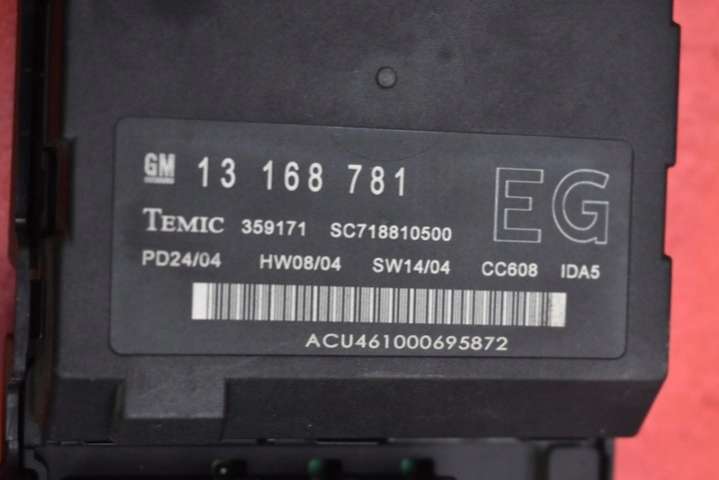 GM 13 168 781
EG
TEMIC 359171 SC718810500
PD24/04 HW08/04 SW14/04 CC608 IDA5
ACU461000695872